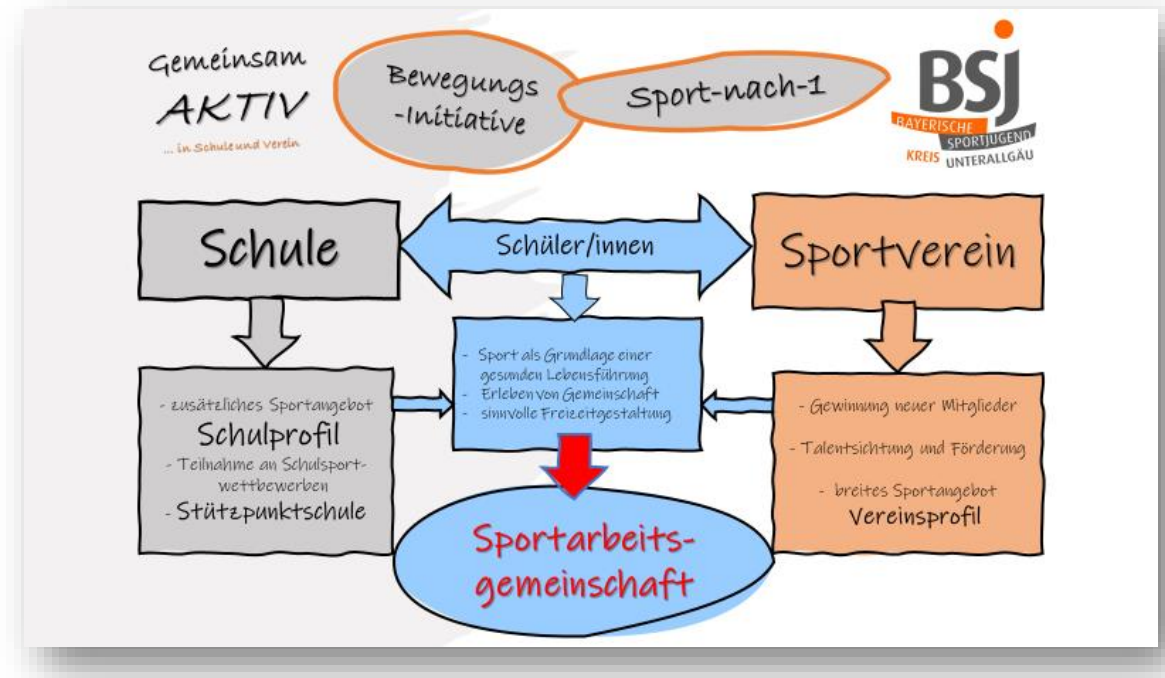 Gemeinsam
AKTIV
... in Schule und Verein
Bewegungs
-Initiative
Sport-nach-1
BSJ
BAYERISCHE
SPORTJUGEND
KREIS UNTERALLGÄU
Schule
Schüler/innen
Sportverein
- zusätzliches Sportangebot
Schulprofil
- Teilnahme an Schulsport-
wettbewerben
- Stützpunktschule
- Sport als Grundlage einer
gesunden Lebensführung
- Erleben von Gemeinschaft
- sinnvolle Freizeitgestaltung
- Gewinnung neuer Mitglieder
- Talentsichtung und Förderung
- breites Sportangebot
Vereinsprofil
Sportarbeits-
gemeinschaft